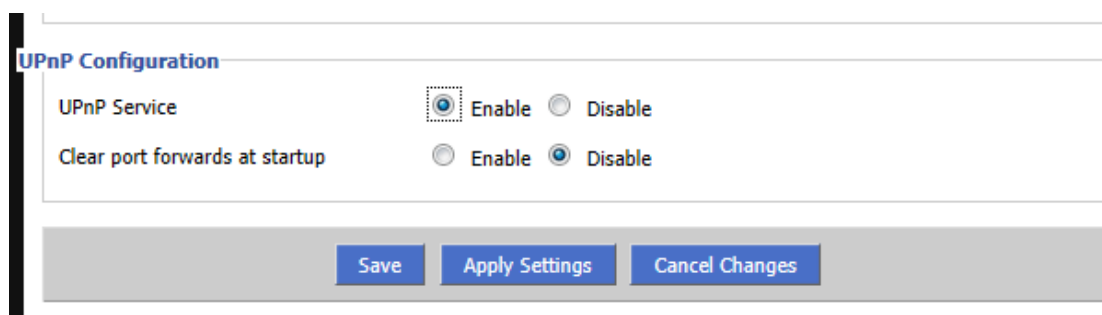 UPnP Configuration
UPnP Service Enable Disable
Clear port forwards at startup Enable Disable
Save Apply Settings Cancel Changes